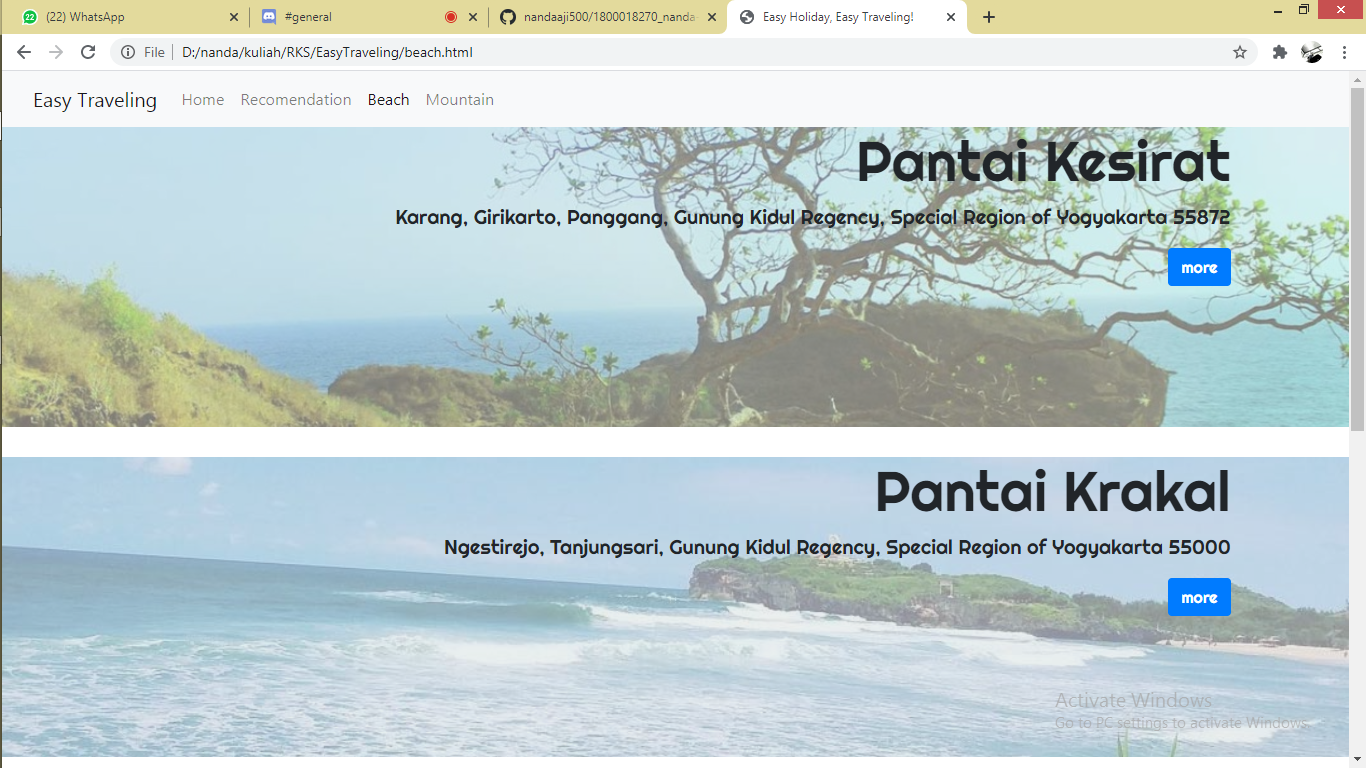 (22) WhatsApp
#general
nandaaji500/1800018270_nanda
Easy Holiday, Easy Traveling!
File
D:/nanda/kuliah/RKS/EasyTraveling/beach.html
Easy Traveling Home Recomendation Beach Mountain
Pantai Kesirat
Karang, Girikarto, Panggang, Gunung Kidul Regency, Special Region of Yogyakarta 55872
more
Pantai Krakal
Ngestirejo, Tanjungsari, Gunung Kidul Regency, Special Region of Yogyakarta 55000
more
Activate Windows
Go to PC settings to activate Windows.